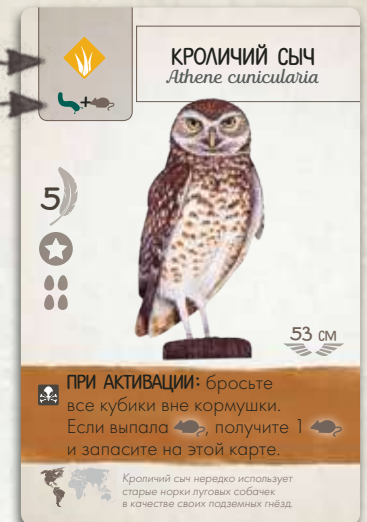 КРОЛИЧИЙ СЫЧ
Athene cunicularia
+
5
53 см
ПРИ АКТИВАЦИИ: бросьте
все кубики вне кормушки.
Если выпала , получите 1
и запасите на этой карте.
Кроличий сыч нередко использует
старые норки луговых собачек
в качестве своих подземных гнёзд.